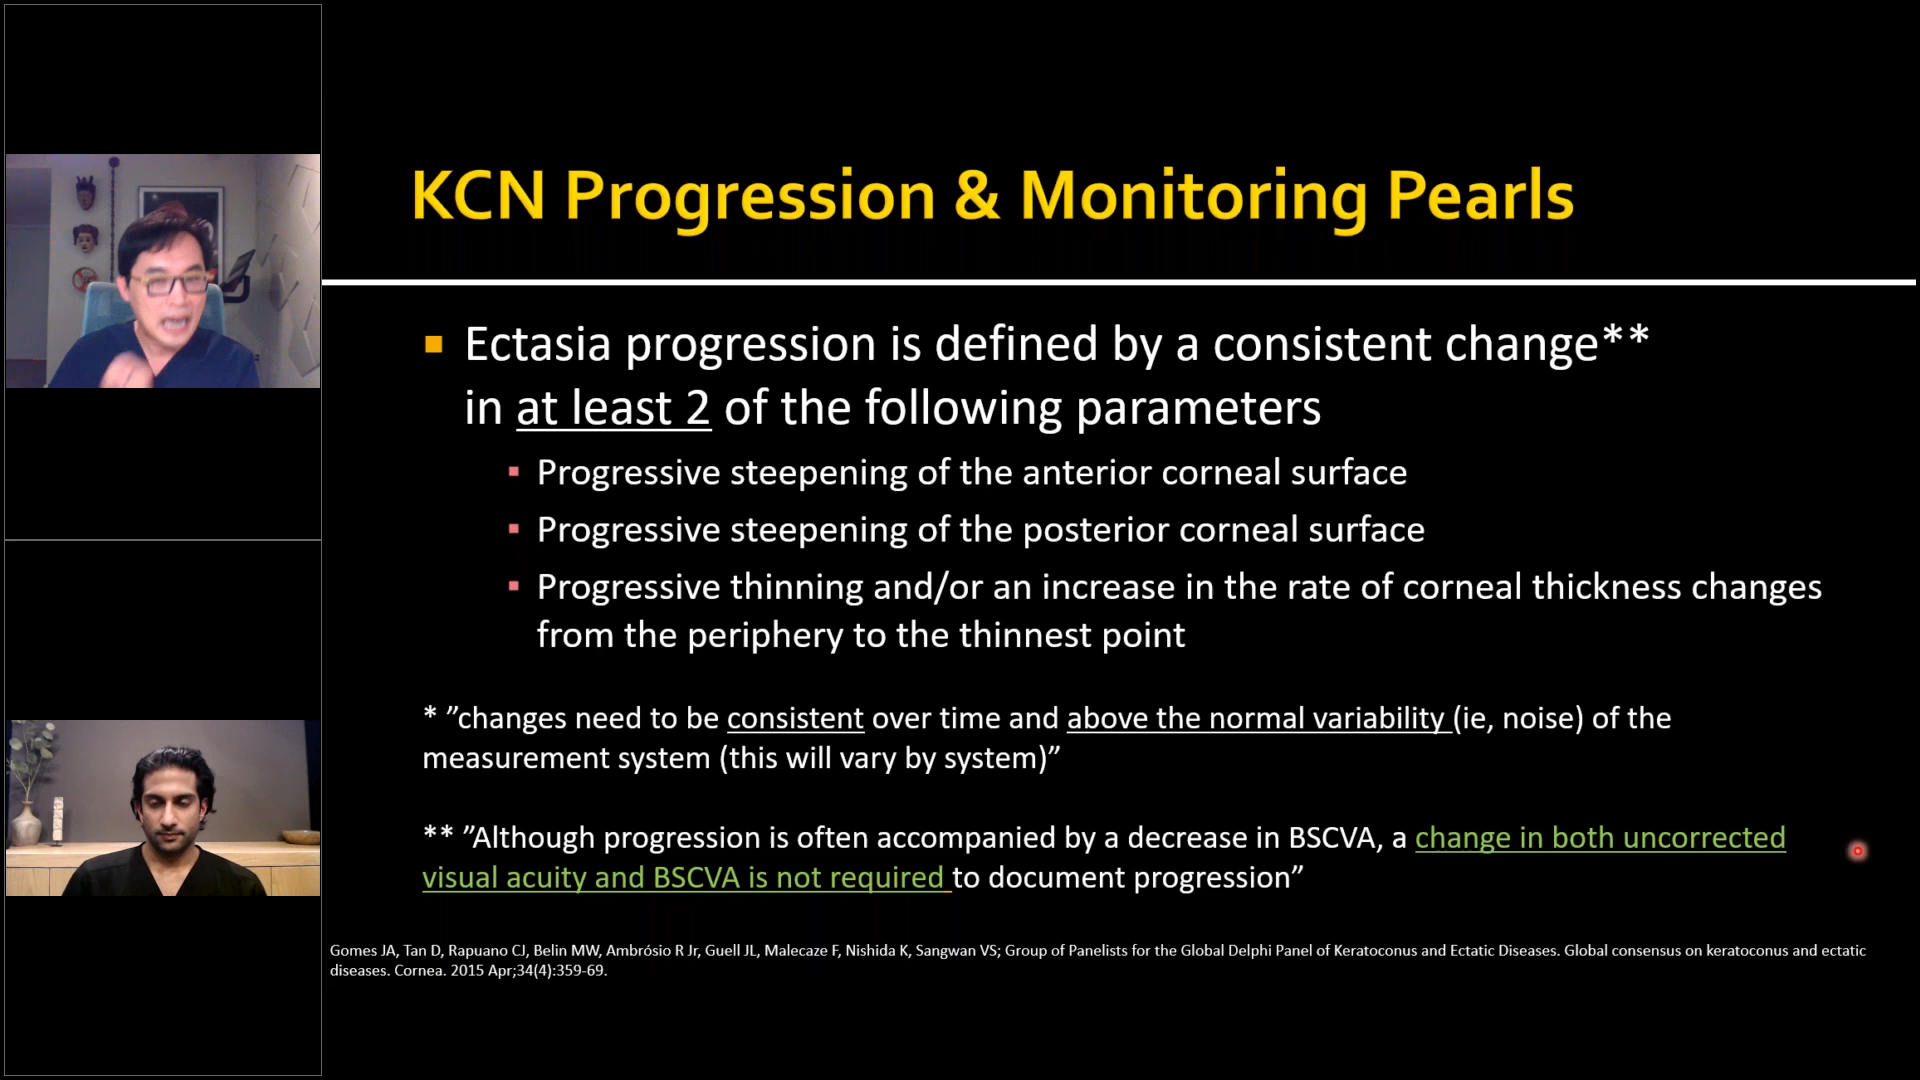 KCN Progression & Monitoring Pearls
Ectasia progression is defined by a consistent change**
in at least 2 of the following parameters
Progressive steepening of the anterior corneal surface
Progressive steepening of the posterior corneal surface
Progressive thinning and/or an increase in the rate of corneal thickness changes
from the periphery to the thinnest point
* ”changes need to be consistent over time and above the normal variability (ie, noise) of the
measurement system (this will vary by system)”
** ”Although progression is often accompanied by a decrease in BSCVA, a change in both uncorrected
visual acuity and BSCVA is not required to document progression”
Gomes JA, Tan D, Rapuano CJ, Belin MW, Ambrósio R Jr, Guell JL, Malecaze F, Nishida K, Sangwan VS; Group of Panelists for the Global Delphi Panel of Keratoconus and Ectatic Diseases. Global consensus on keratoconus and ectatic
diseases. Cornea. 2015 Apr;34(4):359-69.